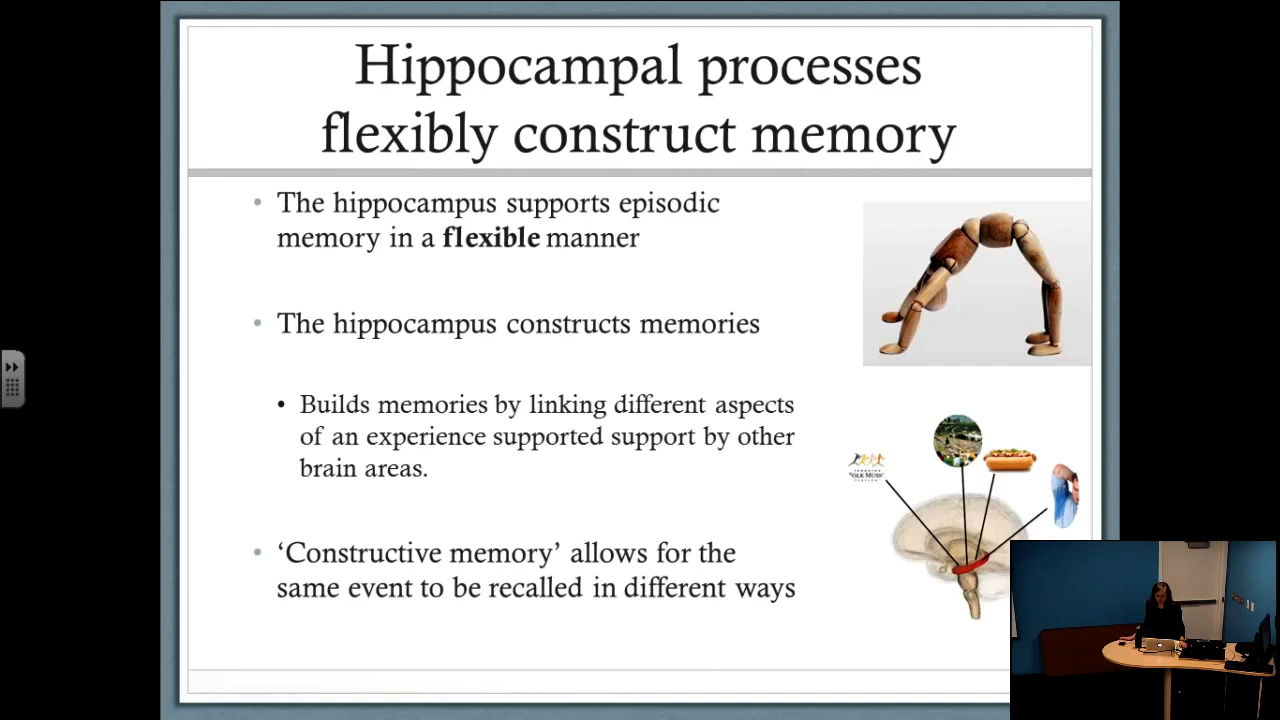 Hippocampal processes
flexibly construct memory
• The hippocampus supports episodic
memory in a flexible manner
• The hippocampus constructs memories
• Builds memories by linking different aspects
of an experience supported support by other
brain areas.
• ‘Constructive memory’ allows for the
same event to be recalled in different ways